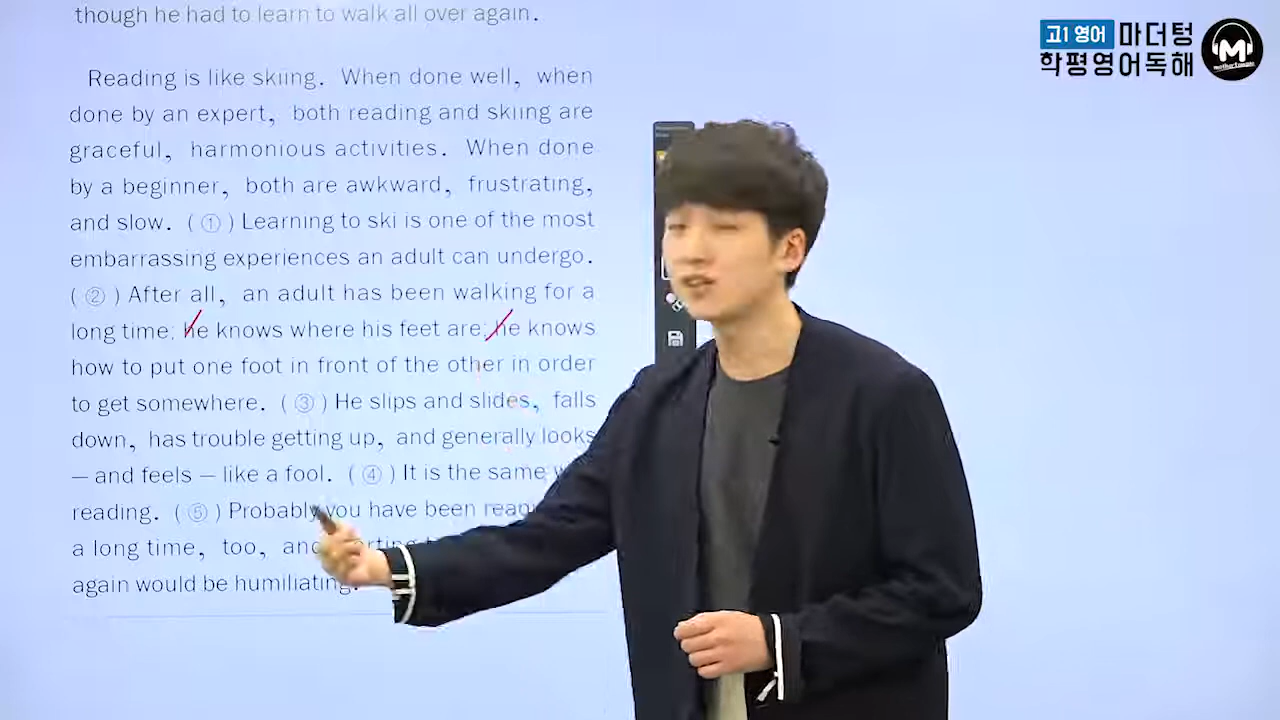 though he had to learn to walk all over again.
Reading is like skiing. When done well, when
done by an expert, both reading and skiing are
graceful, harmonious activities. When done
by a beginner, both are awkward, frustrating,
and slow. ( ① ) Learning to ski is one of the most
embarrassing experiences an adult can undergo.
( ② ) After all, an adult has been walking for a
long time; he knows where his feet are; he knows
how to put one foot in front of the other in order
to get somewhere. ( ③ ) He slips and slides, falls
down, has trouble getting up, and generally looks
— and feels — like a fool. ( ④ ) It is the same
reading. ( ⑤ ) Probably you have been
a long time, too,
again would be humiliating.
고1 영어 마더텅
학평영어독해
M
mothertongue